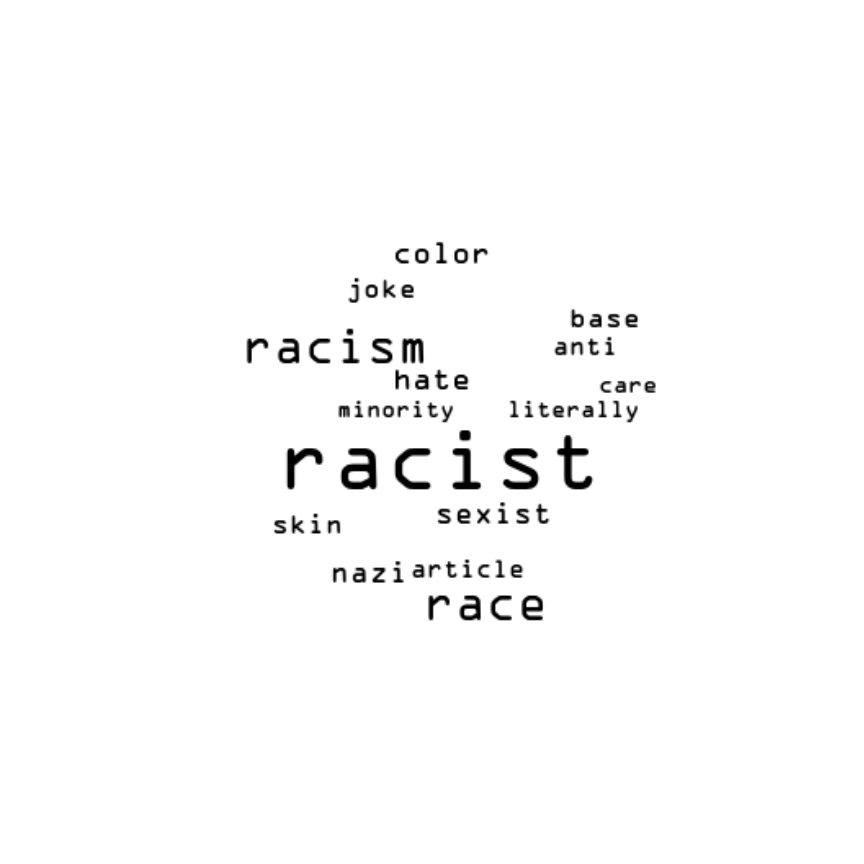 color
joke
base
racism
anti
hate
care
minority literally
racist
sexist
skin
nazi article
race